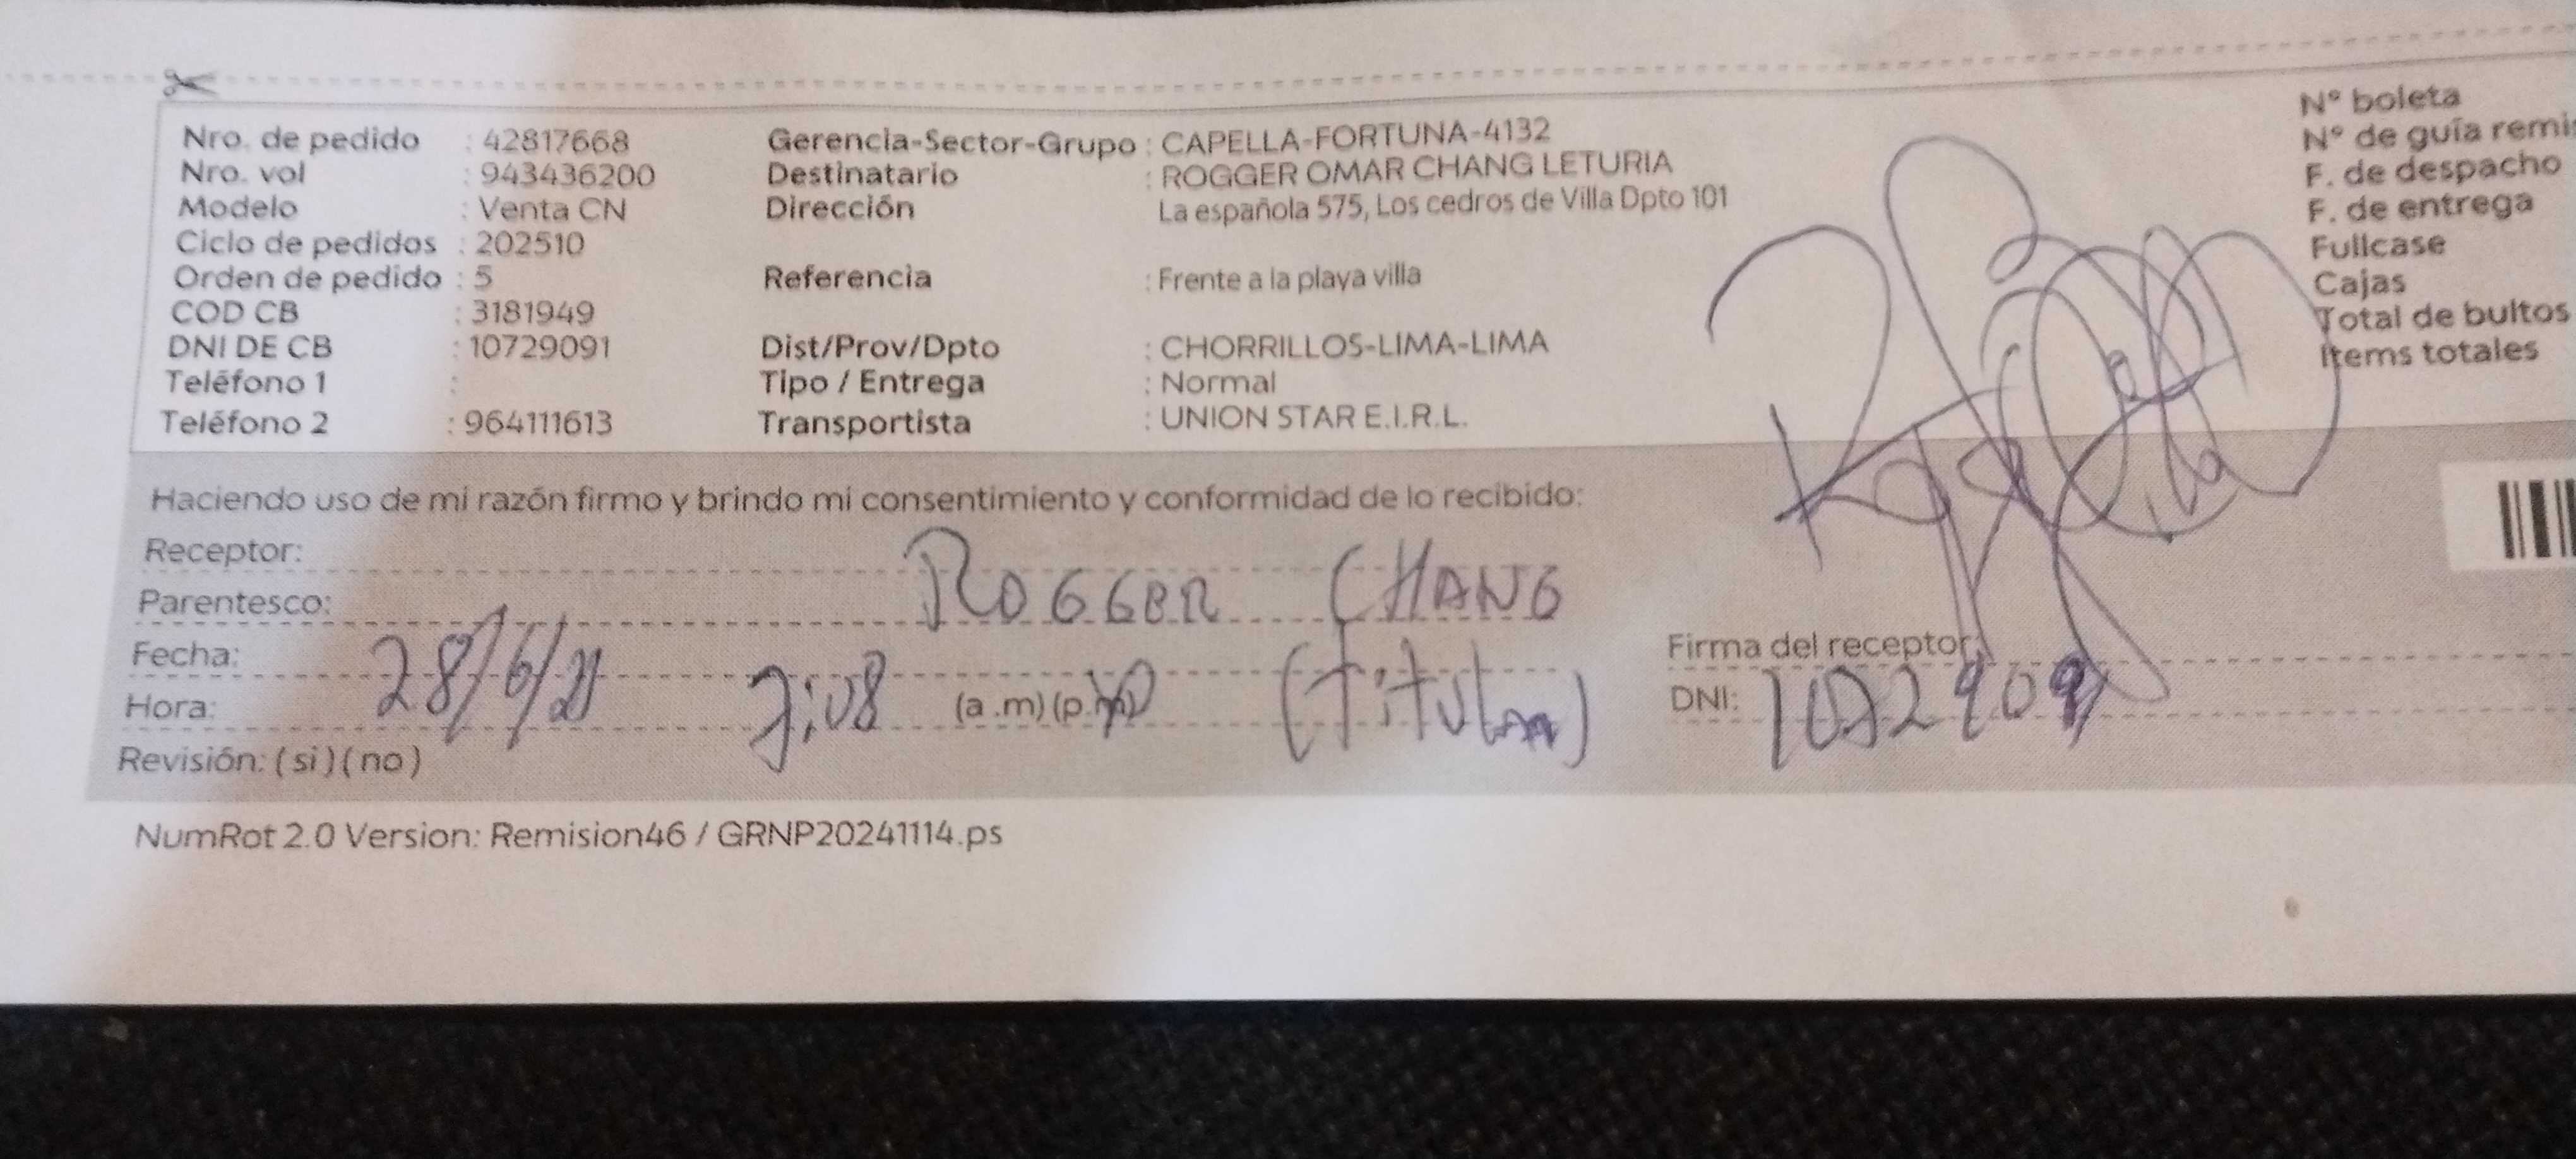 Nro. de pedido : 42817668 Gerencia-Sector-Grupo : CAPELLA-FORTUNA-4132 N° boleta
Nro. vol : 943436200 Destinatario : ROGGER OMAR CHANG LETURIA N° de guía remis
Modelo : Venta CN Dirección La española 575, Los cedros de Villa Dpto 101 F. de despacho
Ciclo de pedidos : 202510 F. de entrega
Orden de pedido : 5 Referencia : Frente a la playa villa Fullcase
COD CB : 3181949 Cajas
DNI DE CB : 10729091 Dist/Prov/Dpto : CHORRILLOS-LIMA-LIMA Total de bultos
Teléfono 1 : Tipo / Entrega : Normal Items totales
Teléfono 2 : 964111613 Transportista : UNION STAR E.I.R.L.
Haciendo uso de mi razón firmo y brindo mi consentimiento y conformidad de lo recibido:
Receptor:
Parentesco: ROGGER CHANG
Fecha: 28/6/ Firma del receptor:
Hora: (a .m) (p.m) (Titular) DNI: 10729091
Revisión: ( si ) ( no )
NumRot 2.0 Version: Remision46 / GRNP20241114.ps